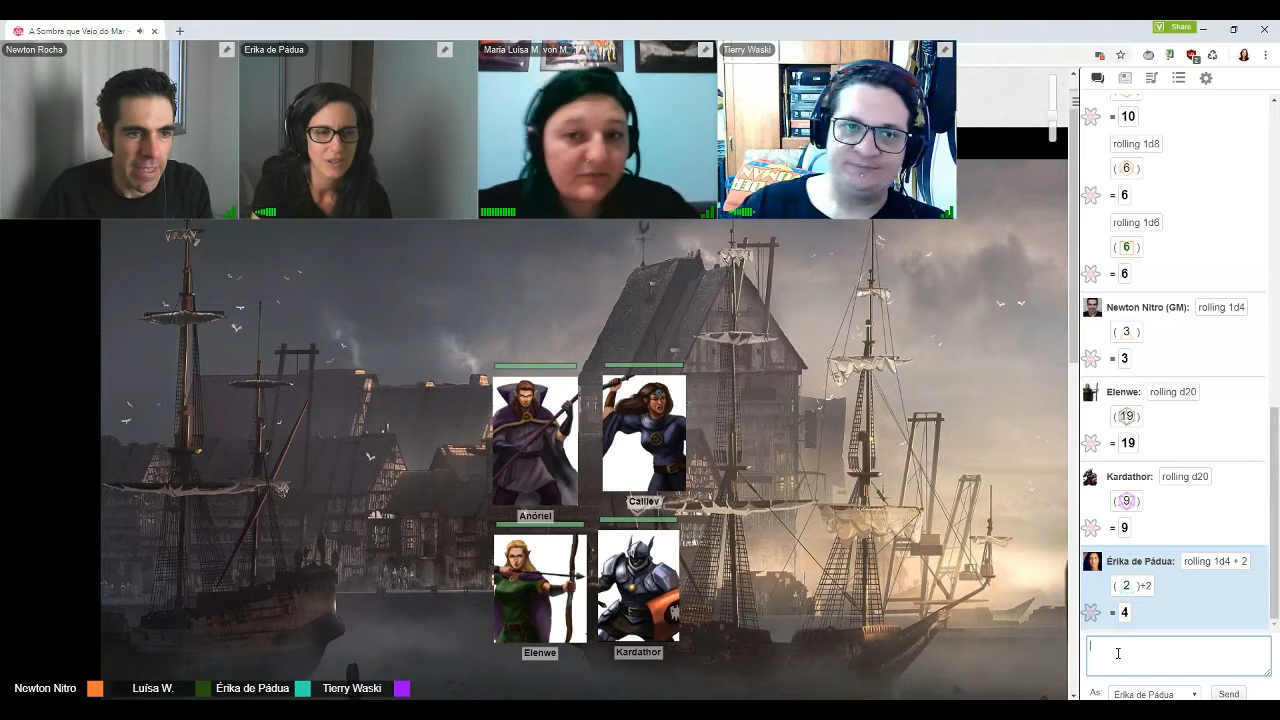 A Sombra que Veio do Mar
Share
Newton Rocha
Erika de Pádua
Maria Luisa M. von M.
Tierry Waski
= 10
rolling 1d8
( 6 )
= 6
rolling 1d6
( 6 )
= 6
Newton Nitro (GM): rolling 1d4
( 3 )
= 3
Elenwe: rolling d20
( 19 )
= 19
Kardathor: rolling d20
( 9 )
= 9
Érika de Pádua: rolling 1d4 + 2
( 2 )+2
= 4
Anóriel
Elenwe
Kardathor
Newton Nitro
Luísa W.
Érika de Pádua
Tierry Waski
As: Érika de Pádua
Send